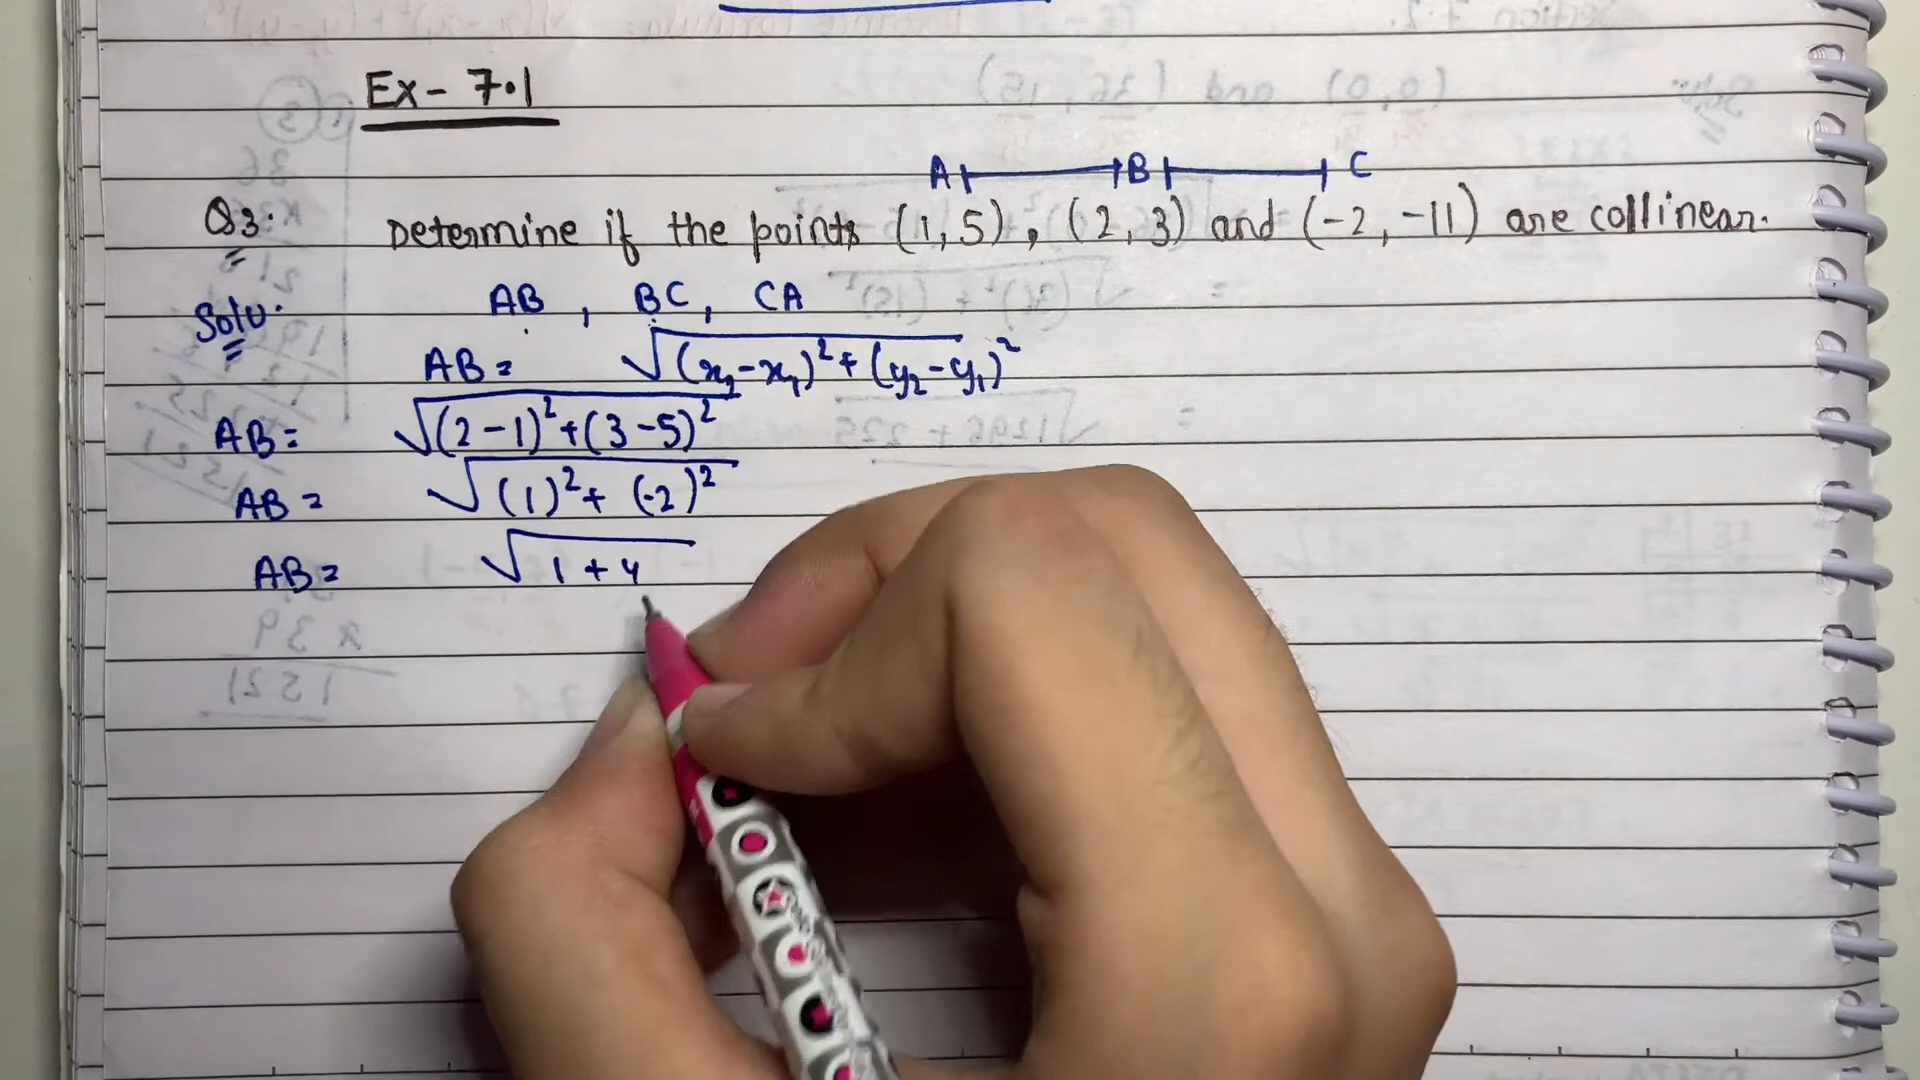 Ex- 7.1
A B C
Q3. Determine if the points (1,5), (2,3) and (-2,-11) are collinear.
Solu. AB, BC, CA
AB = √(x₂-x₁)²+(y₂-y₁)²
AB = √(2-1)²+(3-5)²
AB = √(1)²+(-2)²
AB = √1+4